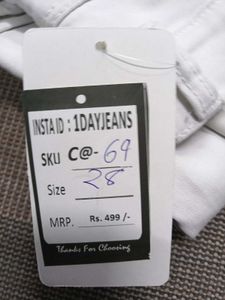 INSTA ID : 1DAYJEANS
SKU C@-69
Size 28
MRP. Rs. 499 /-
Thanks For Choosing